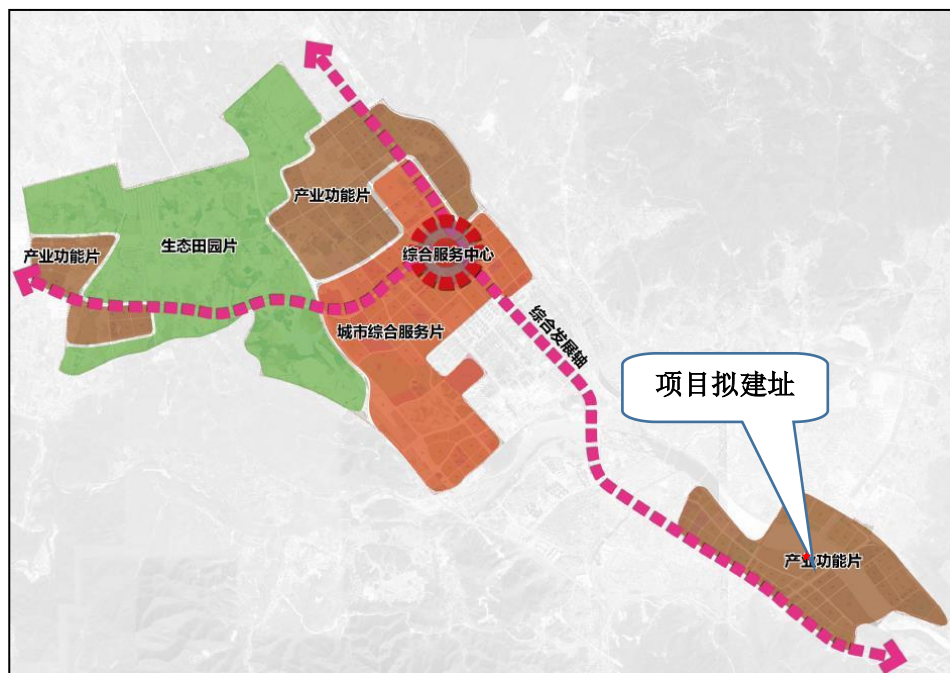 产业功能片
综合服务中心
生态田园片
产业功能片
城市综合服务片
综合发展轴
项目拟建址
产业功能片